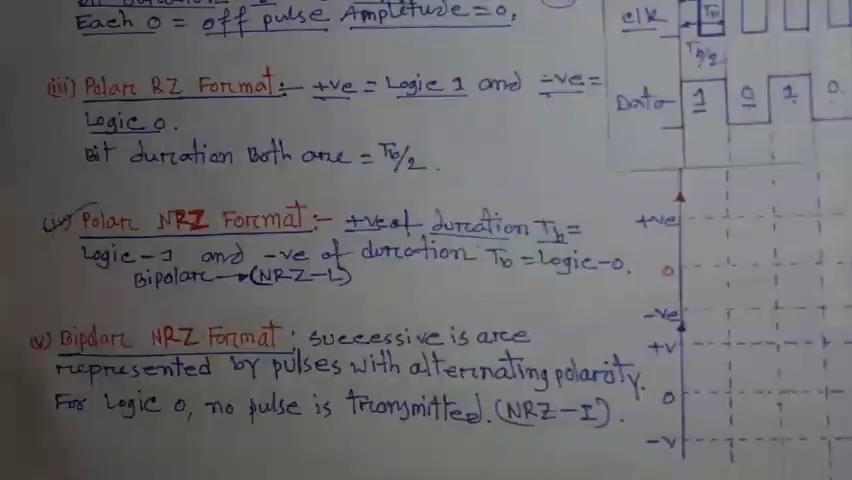 Each 0 = off pulse Amplitude = 0.
(iii) Polar RZ Format:- +ve = Logic 1 and -ve =
Logic 0.
Bit duration Both are = Tb/2.
(iv) Polar NRZ Format:- +ve of duration Tb =
Logic-1 and -ve of duration Tb = Logic-0.
Bipolar → (NRZ-L)
(v) Bipolar NRZ Format: successive is are
represented by pulses with alternating polarity.
For Logic 0, no pulse is transmitted. (NRZ-I).
clk
Tb
Tb/2
Data 1 0 1 0
+ve
0
-ve
+v
0
-v